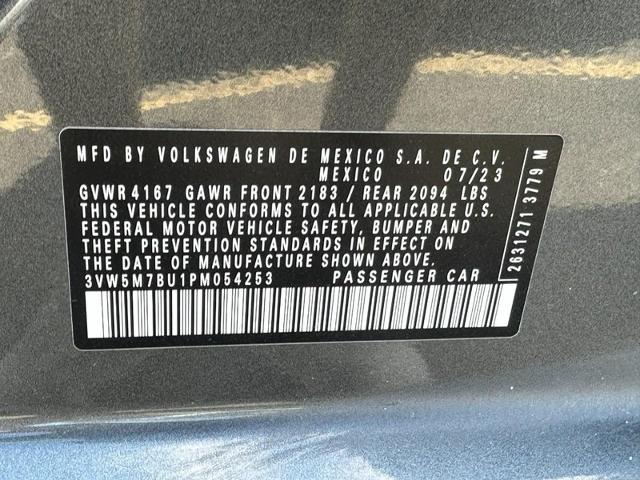 MFD BY VOLKSWAGEN DE MEXICO S.A. DE C.V.
MEXICO 07/23
GVWR 4167 GAWR FRONT 2183 / REAR 2094 LBS
THIS VEHICLE CONFORMS TO ALL APPLICABLE U.S.
FEDERAL MOTOR VEHICLE SAFETY, BUMPER AND
THEFT PREVENTION STANDARDS IN EFFECT ON
THE DATE OF MANUFACTURE SHOWN ABOVE.
3VW5M7BU1PM054253 PASSENGER CAR
2631271 3779 M